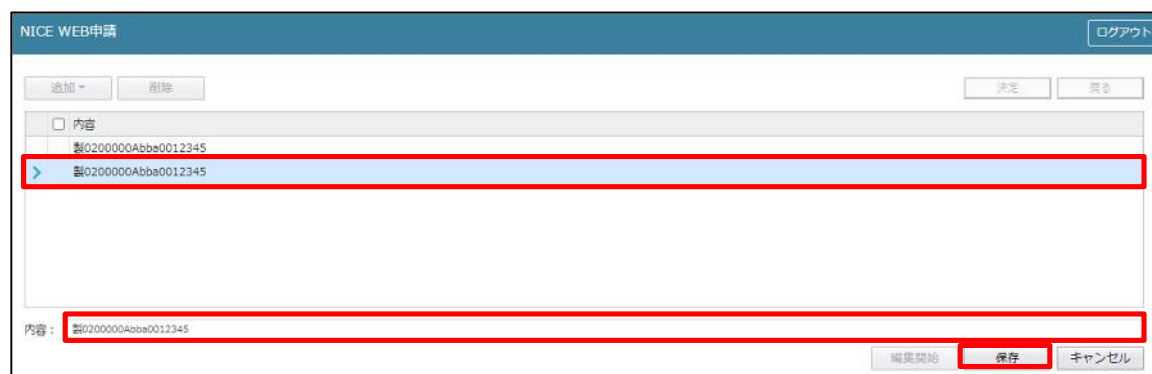 NICE WEB申請
ログアウト
追加 削除 決定 戻る
内容
製0200000Abba0012345
製0200000Abba0012345
内容： 製0200000Abba0012345
編集開始 保存 キャンセル